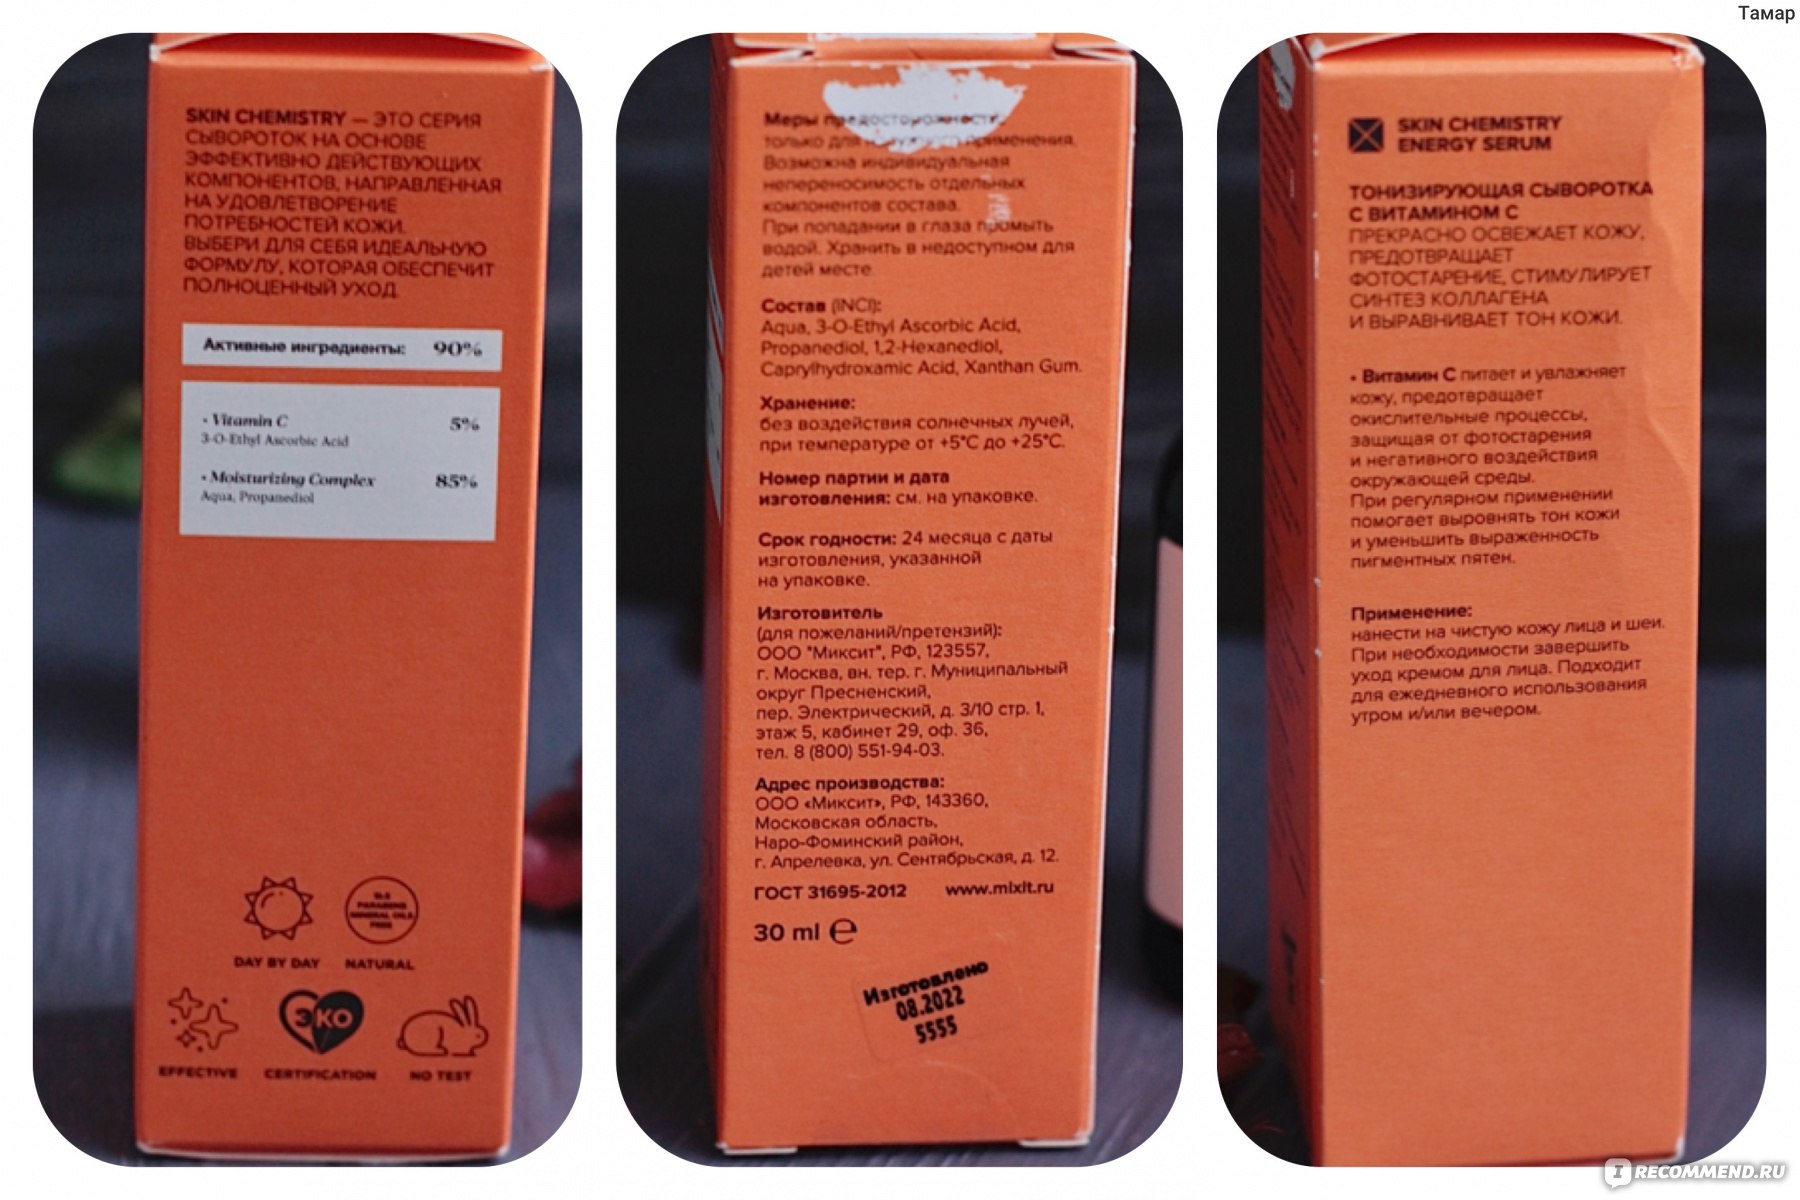 Тамар
SKIN CHEMISTRY — ЭТО СЕРИЯ
СЫВОРОТОК НА ОСНОВЕ
ЭФФЕКТИВНО ДЕЙСТВУЮЩИХ
КОМПОНЕНТОВ, НАПРАВЛЕННАЯ
НА УДОВЛЕТВОРЕНИЕ
ПОТРЕБНОСТЕЙ КОЖИ.
ВЫБЕРИ ДЛЯ СЕБЯ ИДЕАЛЬНУЮ
ФОРМУЛУ, КОТОРАЯ ОБЕСПЕЧИТ
ПОЛНОЦЕННЫЙ УХОД.
Активные ингредиенты: 90%
• Vitamin C 5%
3-O-Ethyl Ascorbic Acid
• Moisturizing Complex 85%
Aqua, Propanediol
SLS
PARABENS
MINERAL OILS
FREE
DAY BY DAY NATURAL
ЭКО
EFFECTIVE CERTIFICATION NO TEST
Меры предосторожности:
только для наружного применения.
Возможна индивидуальная
непереносимость отдельных
компонентов состава.
При попадании в глаза промыть
водой. Хранить в недоступном для
детей месте.
Состав (INCI):
Aqua, 3-O-Ethyl Ascorbic Acid,
Propanediol, 1,2-Hexanediol,
Caprylhydroxamic Acid, Xanthan Gum.
Хранение:
без воздействия солнечных лучей,
при температуре от +5°C до +25°C.
Номер партии и дата
изготовления: см. на упаковке.
Срок годности: 24 месяца с даты
изготовления, указанной
на упаковке.
Изготовитель
(для пожеланий/претензий):
ООО "Миксит", РФ, 123557,
г. Москва, вн. тер. г. Муниципальный
округ Пресненский,
пер. Электрический, д. 3/10 стр. 1,
этаж 5, кабинет 29, оф. 36,
тел. 8 (800) 551-94-03.
Адрес производства:
ООО «Миксит», РФ, 143360,
Московская область,
Наро-Фоминский район,
г. Апрелевка, ул. Сентябрьская, д. 12.
ГОСТ 31695-2012 www.mixit.ru
30 ml ℮
Изготовлено
08.2022
5555
SKIN CHEMISTRY
ENERGY SERUM
ТОНИЗИРУЮЩАЯ СЫВОРОТКА
С ВИТАМИНОМ С
ПРЕКРАСНО ОСВЕЖАЕТ КОЖУ,
ПРЕДОТВРАЩАЕТ
ФОТОСТАРЕНИЕ, СТИМУЛИРУЕТ
СИНТЕЗ КОЛЛАГЕНА
И ВЫРАВНИВАЕТ ТОН КОЖИ.
• Витамин С питает и увлажняет
кожу, предотвращает
окислительные процессы,
защищая от фотостарения
и негативного воздействия
окружающей среды.
При регулярном применении
помогает выровнять тон кожи
и уменьшить выраженность
пигментных пятен.
Применение:
нанести на чистую кожу лица и шеи.
При необходимости завершить
уход кремом для лица. Подходит
для ежедневного использования
утром и/или вечером.
IRECOMMEND.RU